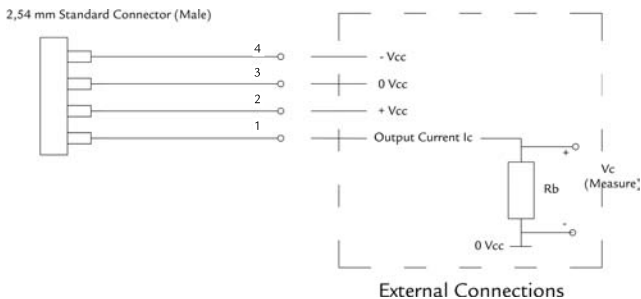 2,54 mm Standard Connector (Male)
4
- Vcc
3
0 Vcc
2
+ Vcc
1
Output Current Ic
+
Vc
(Measure)
Rb
-
0 Vcc
External Connections